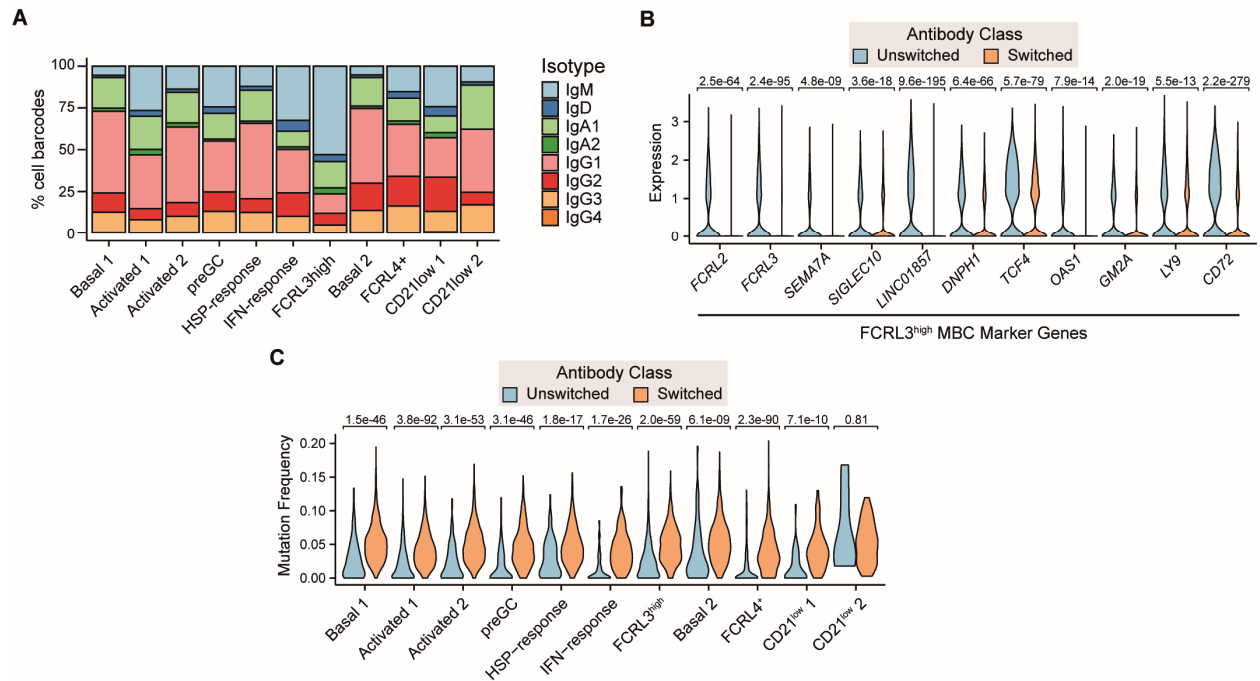 A
% cell barcodes
100
75
50
25
0
Basal 1
Activated 1
Activated 2
preGC
HSP-response
IFN-response
FCRL3high
Basal 2
FCRL4+
CD21low 1
CD21low 2
Isotype
IgM
IgD
IgA1
IgA2
IgG1
IgG2
IgG3
IgG4
B
Antibody Class
Unswitched Switched
2.5e-64 2.4e-95 4.8e-09 3.6e-18 9.6e-195 6.4e-66 5.7e-79 7.9e-14 2.0e-19 5.5e-13 2.2e-279
Expression
3
2
1
0
FCRL2
FCRL3
SEMA7A
SIGLEC10
LINC01857
DNPH1
TCF4
OAS1
GM2A
LY9
CD72
FCRL3high MBC Marker Genes
C
Antibody Class
Unswitched Switched
1.5e-46 3.8e-92 3.1e-53 3.1e-46 1.8e-17 1.7e-26 2.0e-59 6.1e-09 2.3e-90 7.1e-10 0.81
Mutation Frequency
0.20
0.15
0.10
0.05
0.00
Basal 1
Activated 1
Activated 2
preGC
HSP−response
IFN−response
FCRL3high
Basal 2
FCRL4+
CD21low 1
CD21low 2